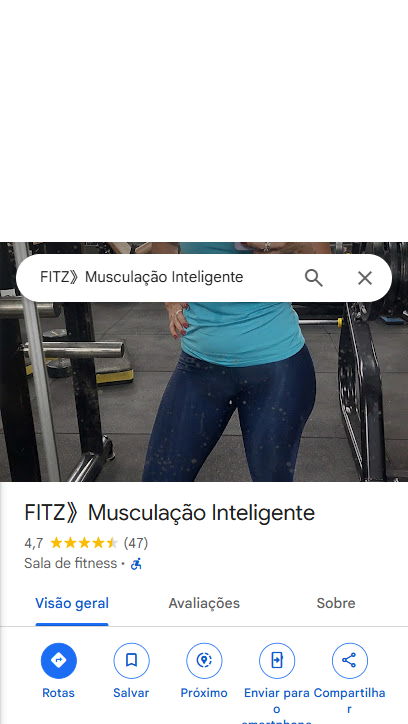 FITZ》Musculação Inteligente
FITZ》Musculação Inteligente
4,7 (47)
Sala de fitness ·
Visão geral Avaliações Sobre
Rotas Salvar Próximo Enviar para o smartphone Compartilhar